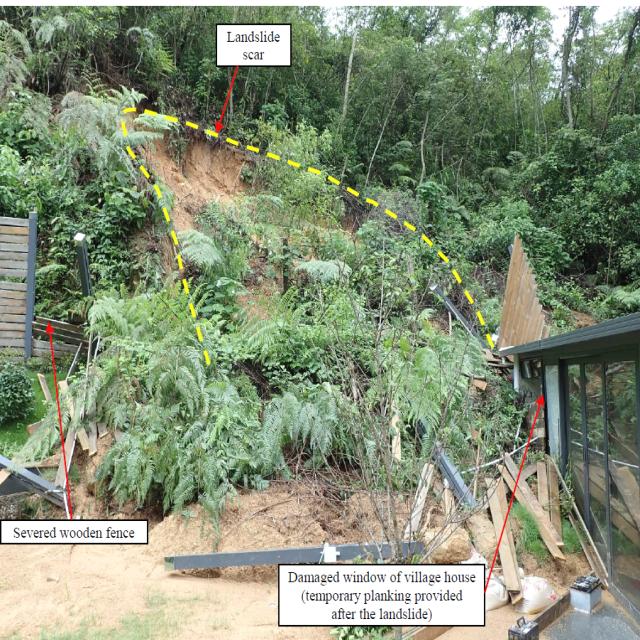 Landslide
scar
Severed wooden fence
Damaged window of village house
(temporary planking provided
after the landslide)